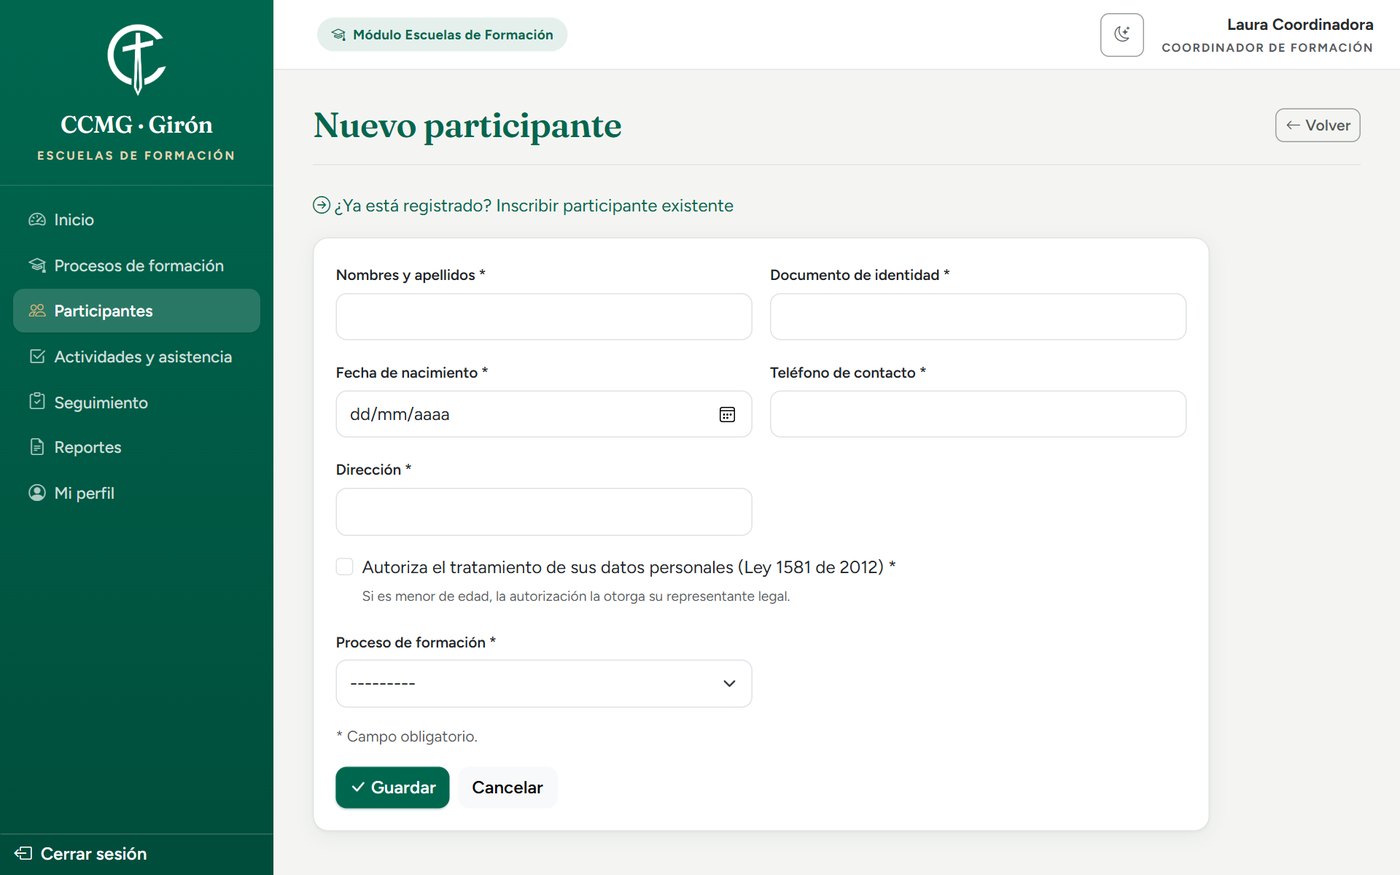 CCMG · Girón
ESCUELAS DE FORMACIÓN
Inicio
Procesos de formación
Participantes
Actividades y asistencia
Seguimiento
Reportes
Mi perfil
Cerrar sesión
Módulo Escuelas de Formación
Laura Coordinadora
COORDINADOR DE FORMACIÓN
Nuevo participante
Volver
¿Ya está registrado? Inscribir participante existente
Nombres y apellidos *
Documento de identidad *
Fecha de nacimiento *
dd/mm/aaaa
Teléfono de contacto *
Dirección *
Autoriza el tratamiento de sus datos personales (Ley 1581 de 2012) *
Si es menor de edad, la autorización la otorga su representante legal.
Proceso de formación *
---------
* Campo obligatorio.
Guardar
Cancelar